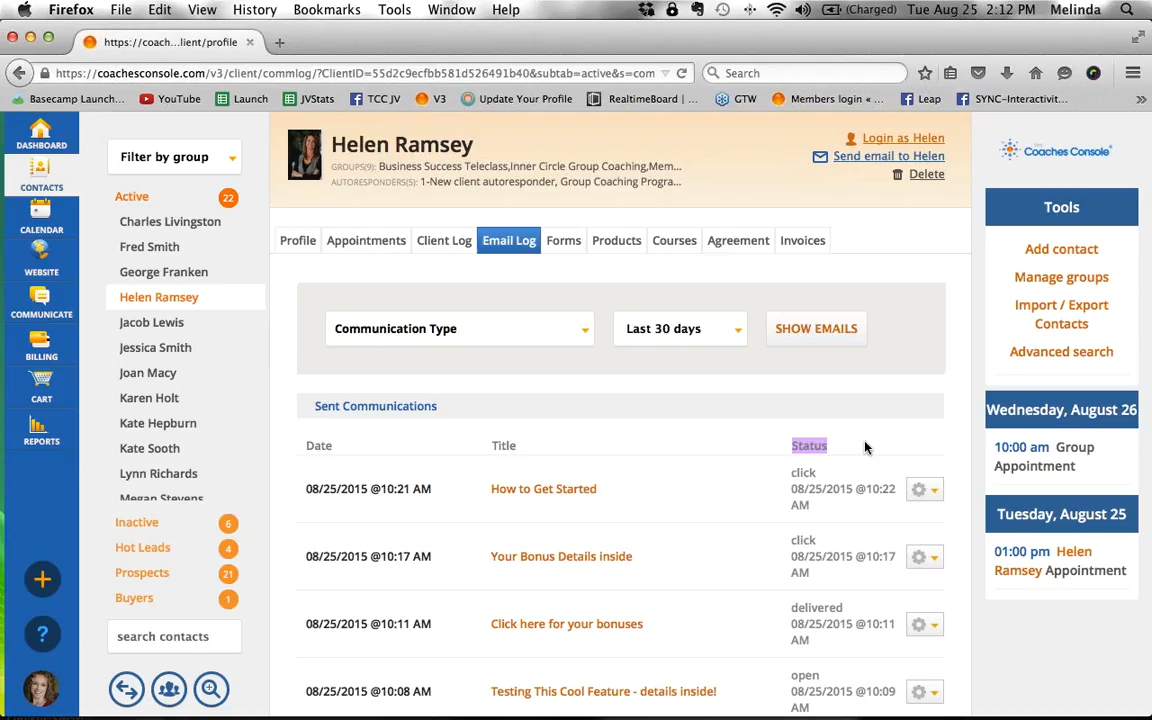 Firefox File Edit View History Bookmarks Tools Window Help (Charged) Tue Aug 25 2:12 PM Melinda
https://coach...lient/profile
https://coachesconsole.com/v3/client/commlog/?ClientID=55d2c9ecfbb581d526491b40&subtab=active&s=com Search
Basecamp Launch... YouTube Launch JVStats TCC JV V3 Update Your Profile RealtimeBoard | ... GTW Members login « ... Leap SYNC-Interactivit...
DASHBOARD
CONTACTS
CALENDAR
WEBSITE
COMMUNICATE
BILLING
CART
REPORTS
+
?
Filter by group
Active 22
Charles Livingston
Fred Smith
George Franken
Helen Ramsey
Jacob Lewis
Jessica Smith
Joan Macy
Karen Holt
Kate Hepburn
Kate Sooth
Lynn Richards
Megan Stevens
Inactive 6
Hot Leads 4
Prospects 21
Buyers 1
search contacts
Helen Ramsey
GROUPS(9): Business Success Teleclass,Inner Circle Group Coaching,Mem...
AUTORESPONDERS(5): 1-New client autoresponder, Group Coaching Progra...
Login as Helen
Send email to Helen
Delete
Profile Appointments Client Log Email Log Forms Products Courses Agreement Invoices
Communication Type Last 30 days SHOW EMAILS
Sent Communications
Date Title Status
08/25/2015 @10:21 AM How to Get Started click 08/25/2015 @10:22 AM
08/25/2015 @10:17 AM Your Bonus Details inside click 08/25/2015 @10:17 AM
08/25/2015 @10:11 AM Click here for your bonuses delivered 08/25/2015 @10:11 AM
08/25/2015 @10:08 AM Testing This Cool Feature - details inside! open 08/25/2015 @10:09 AM
The Coaches Console
Tools
Add contact
Manage groups
Import / Export
Contacts
Advanced search
Wednesday, August 26
10:00 am Group
Appointment
Tuesday, August 25
01:00 pm Helen
Ramsey Appointment